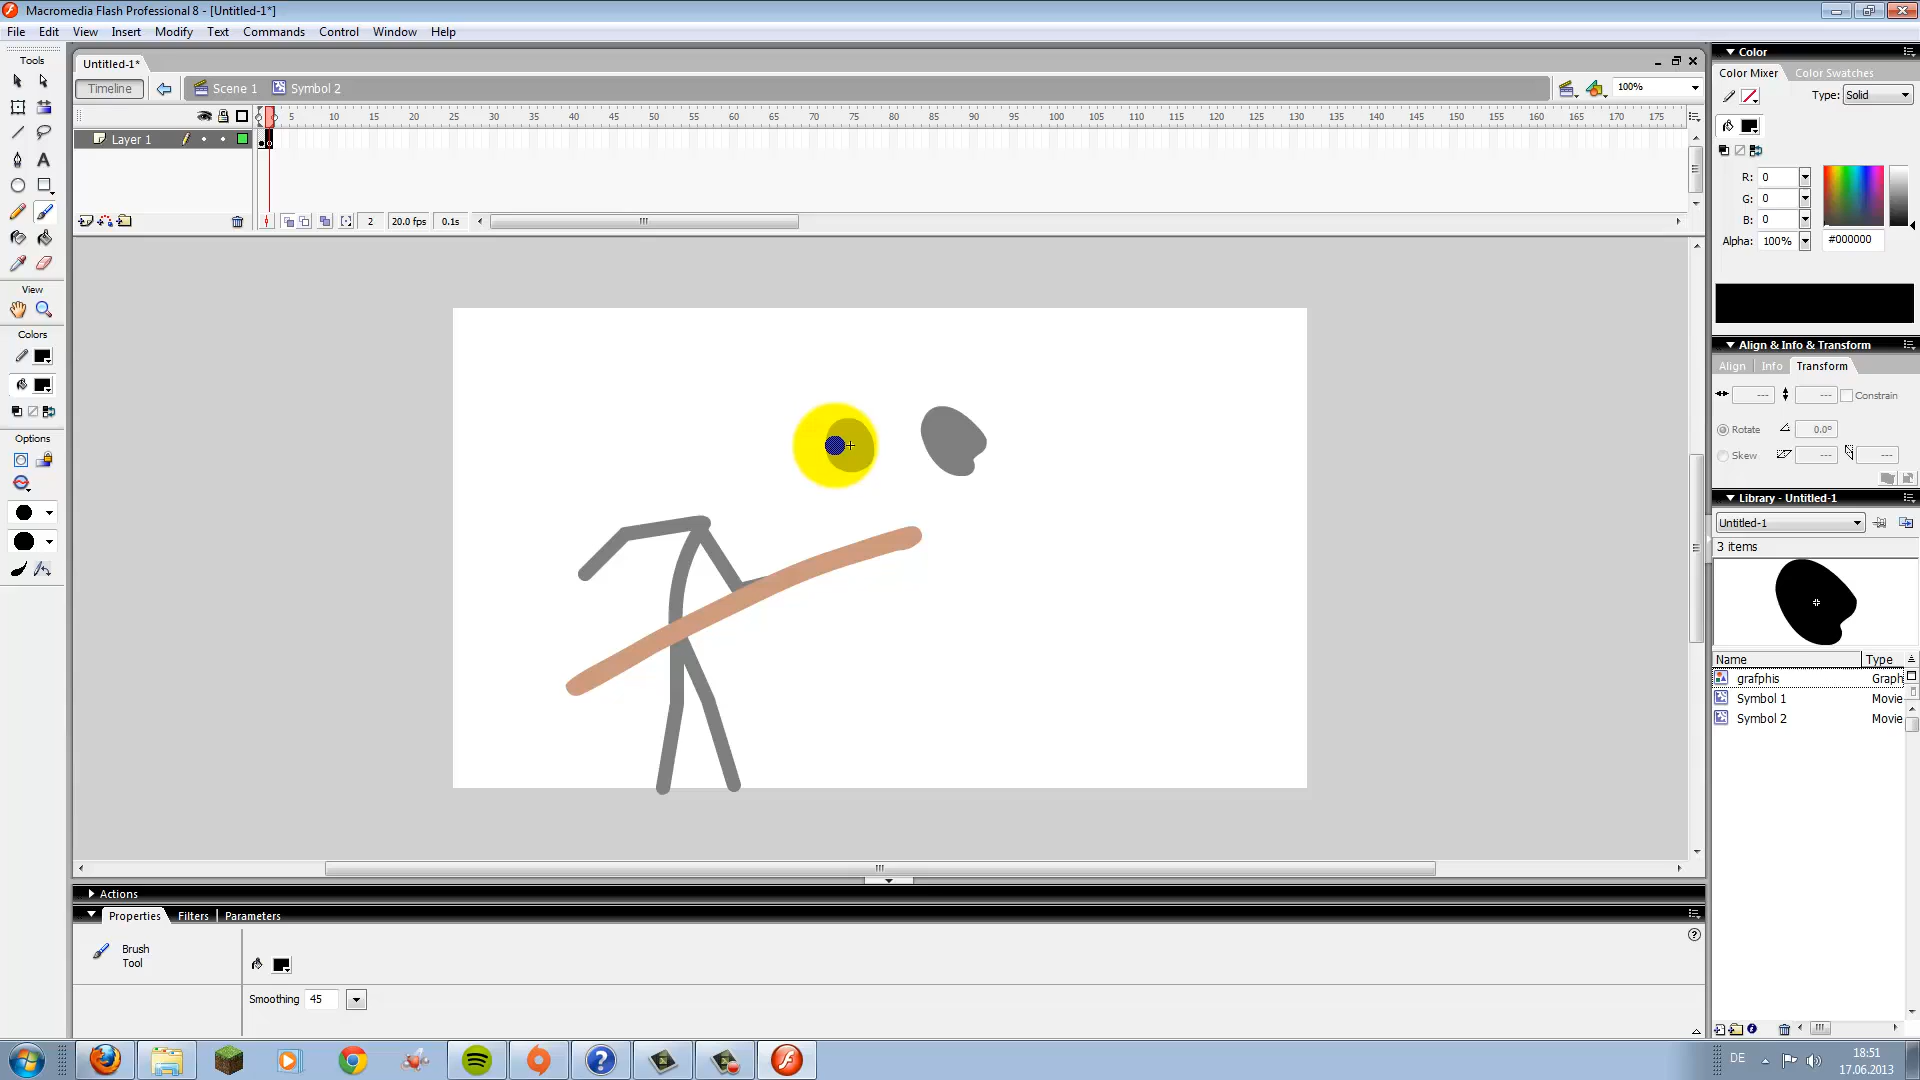 Macromedia Flash Professional 8 - [Untitled-1*]
File Edit View Insert Modify Text Commands Control Window Help
Tools
Untitled-1*
Timeline Scene 1 Symbol 2 100%
5 10 15 20 25 30 35 40 45 50 55 60 65 70 75 80 85 90 95 100 105 110 115 120 125 130 135 140 145 150 155 160 165 170 175
Layer 1
2 20.0 fps 0.1s
View
Colors
Options
Color
Color Mixer Color Swatches
Type: Solid
R: 0
G: 0
B: 0
Alpha: 100% #000000
Align & Info & Transform
Align Info Transform
--- --- Constrain
Rotate 0.0°
Skew --- ---
Library - Untitled-1
Untitled-1
3 items
Name Type
grafphis Graph
Symbol 1 Movie
Symbol 2 Movie
Actions
Properties Filters Parameters
Brush
Tool
Smoothing 45
DE 18:51
17.06.2013